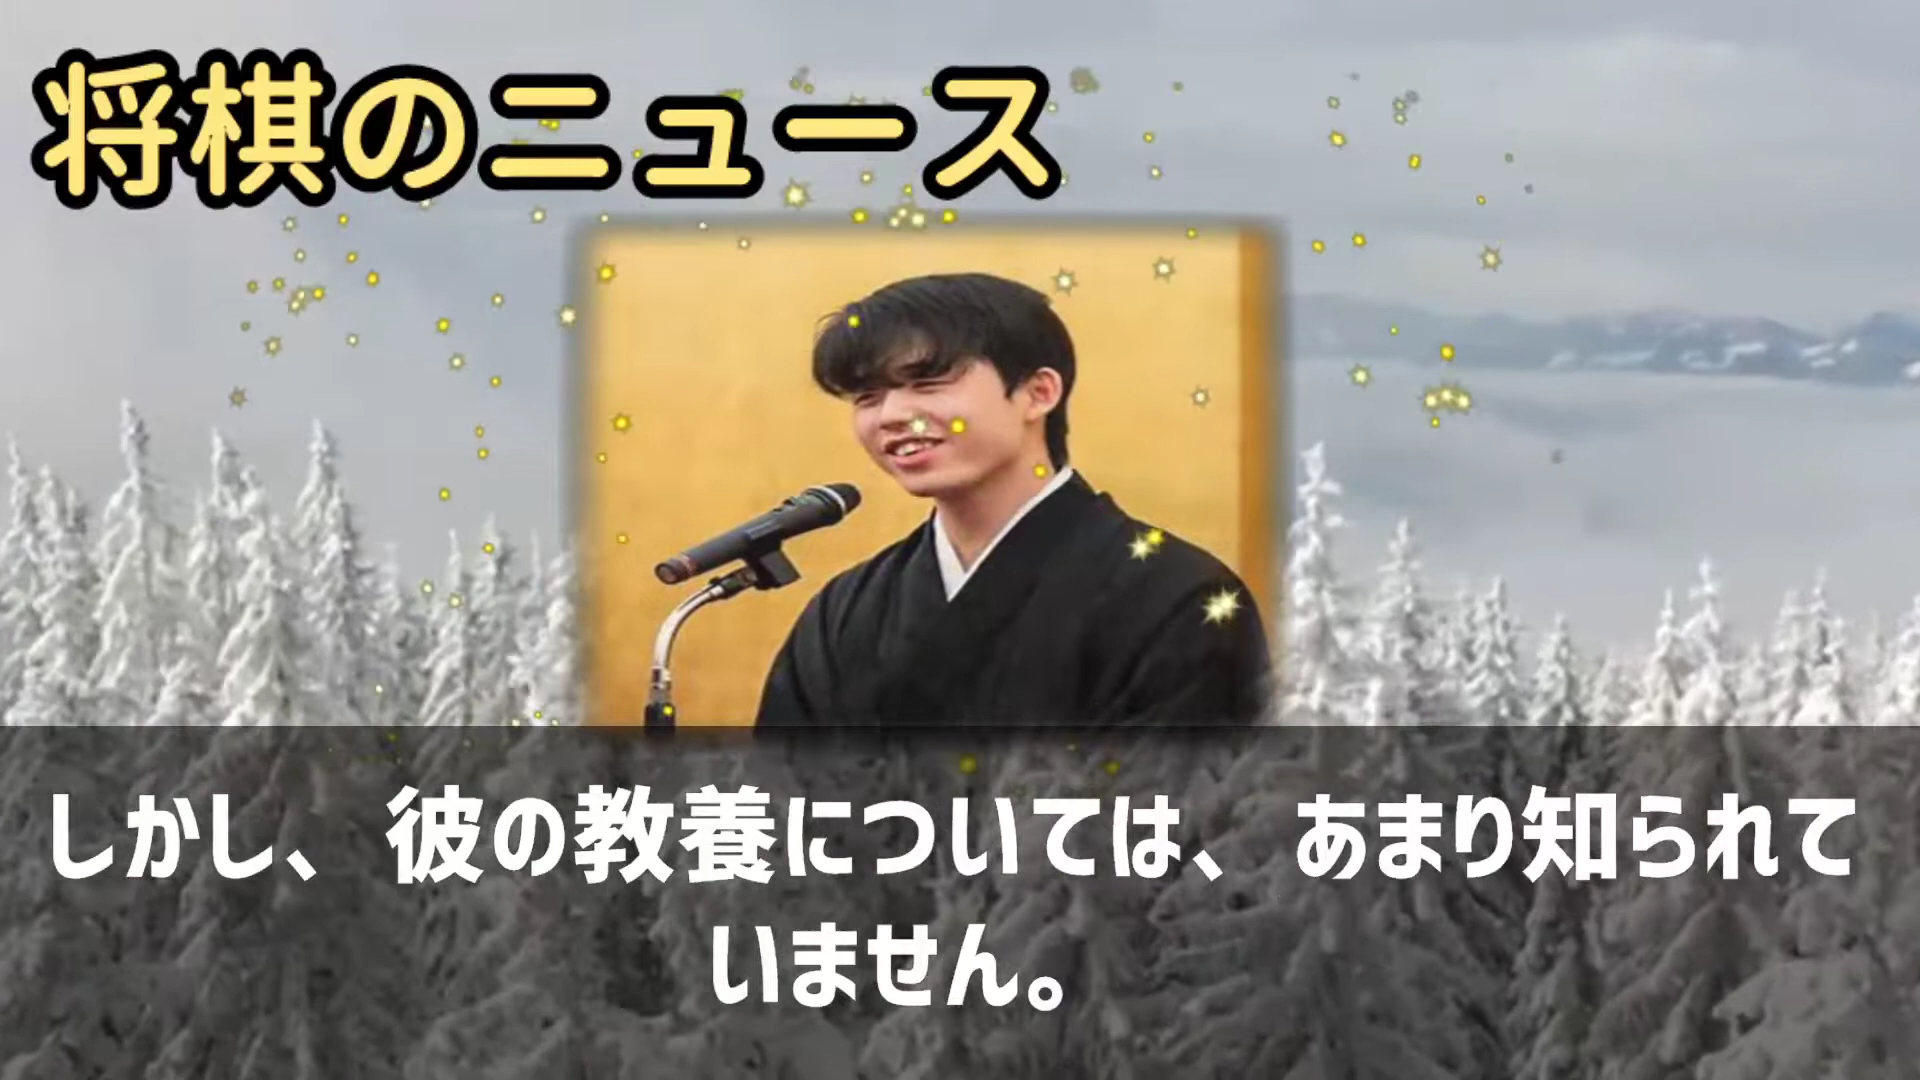 将棋のニュース
しかし、彼の教養については、あまり知られて
いません。